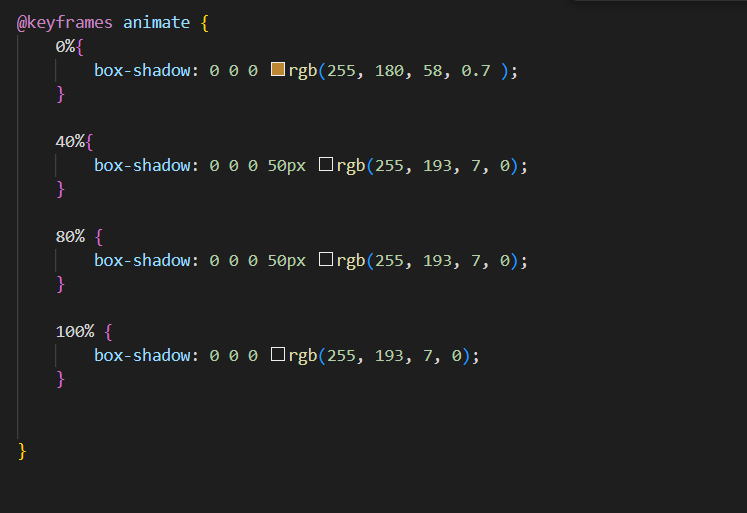 @keyframes animate {
0%{
box-shadow: 0 0 0 rgb(255, 180, 58, 0.7 );
}
40%{
box-shadow: 0 0 0 50px rgb(255, 193, 7, 0);
}
80% {
box-shadow: 0 0 0 50px rgb(255, 193, 7, 0);
}
100% {
box-shadow: 0 0 0 rgb(255, 193, 7, 0);
}
}